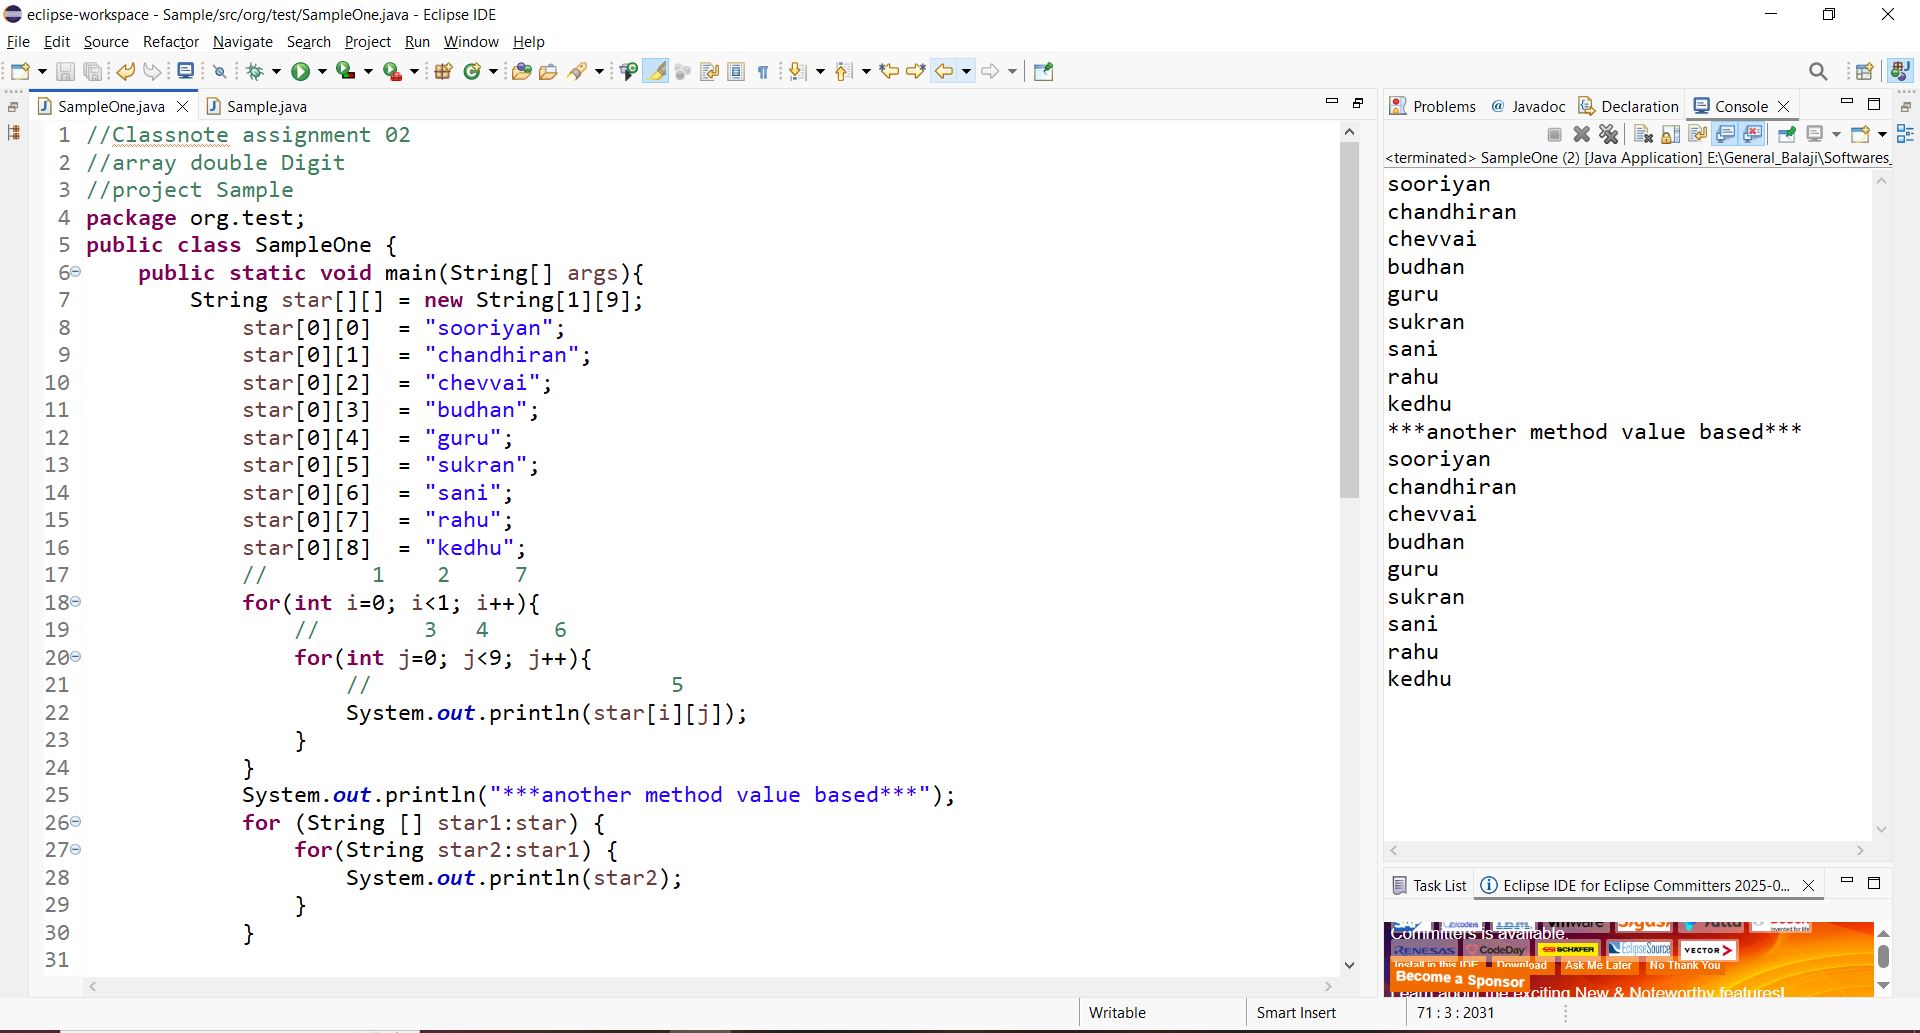 eclipse-workspace - Sample/src/org/test/SampleOne.java - Eclipse IDE
File Edit Source Refactor Navigate Search Project Run Window Help
SampleOne.java Sample.java
1 //Classnote assignment 02
2 //array double Digit
3 //project Sample
4 package org.test;
5 public class SampleOne {
6 public static void main(String[] args){
7 String star[][] = new String[1][9];
8 star[0][0] = "sooriyan";
9 star[0][1] = "chandhiran";
10 star[0][2] = "chevvai";
11 star[0][3] = "budhan";
12 star[0][4] = "guru";
13 star[0][5] = "sukran";
14 star[0][6] = "sani";
15 star[0][7] = "rahu";
16 star[0][8] = "kedhu";
17 // 1 2 7
18 for(int i=0; i<1; i++){
19 // 3 4 6
20 for(int j=0; j<9; j++){
21 // 5
22 System.out.println(star[i][j]);
23 }
24 }
25 System.out.println("***another method value based***");
26 for (String [] star1:star) {
27 for(String star2:star1) {
28 System.out.println(star2);
29 }
30 }
31
Problems Javadoc Declaration Console
<terminated> SampleOne (2) [Java Application] E:\General_Balaji\Softwares_
sooriyan
chandhiran
chevvai
budhan
guru
sukran
sani
rahu
kedhu
***another method value based***
sooriyan
chandhiran
chevvai
budhan
guru
sukran
sani
rahu
kedhu
Task List Eclipse IDE for Eclipse Committers 2025-0...
Committers is available.
RENESAS CodeDay SCHÄFER EclipseSource VECTOR
Install in this IDE Download Ask Me Later No Thank You
Become a Sponsor
Learn about the exciting New & Noteworthy features!
Writable Smart Insert 71 : 3 : 2031